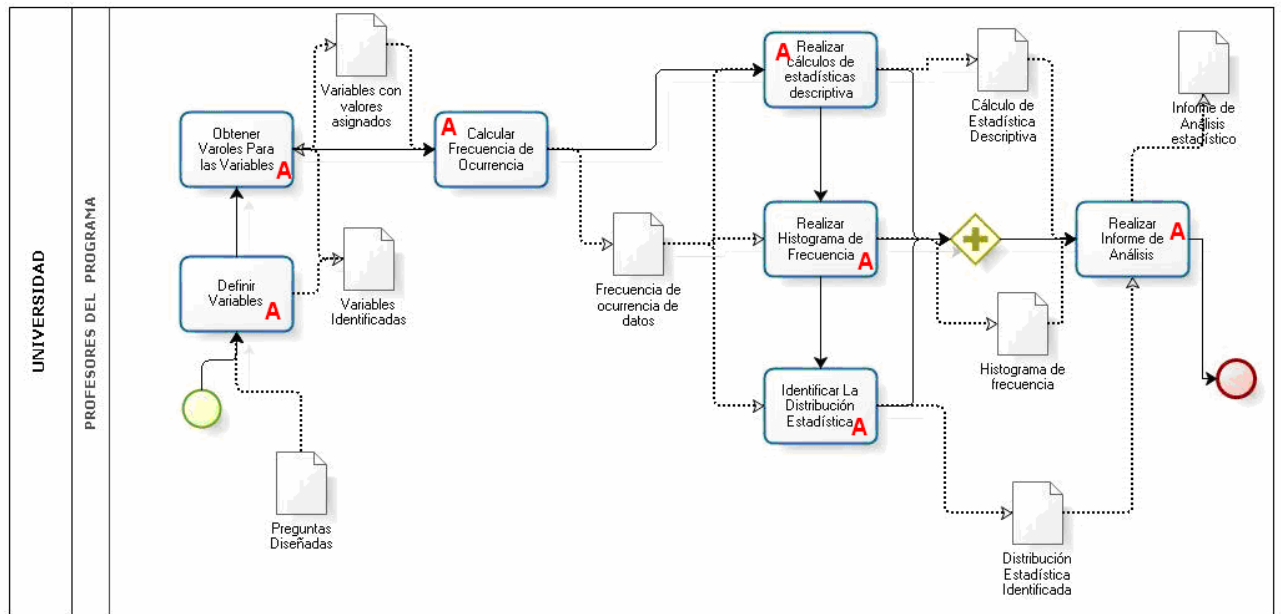 UNIVERSIDAD
PROFESORES DEL PROGRAMA
Variables con
valores
asignados
Obtener
Varoles Para
las Variables
A
A
Calcular
Frecuencia de
Ocurrencia
Definir
Variables
A
Variables
Identificadas
Preguntas
Diseñadas
Frecuencia de
ocurrencia de
datos
A
Realizar
cálculos de
estadísticas
descriptiva
Realizar
Histograma de
Frecuencia
A
Identificar La
Distribución
Estadística
A
Cálculo de
Estadística
Descriptiva
Histograma de
frecuencia
Distribución
Estadística
Identificada
Realizar
Informe de
Análisis
A
Informe de
Análisis
estadístico